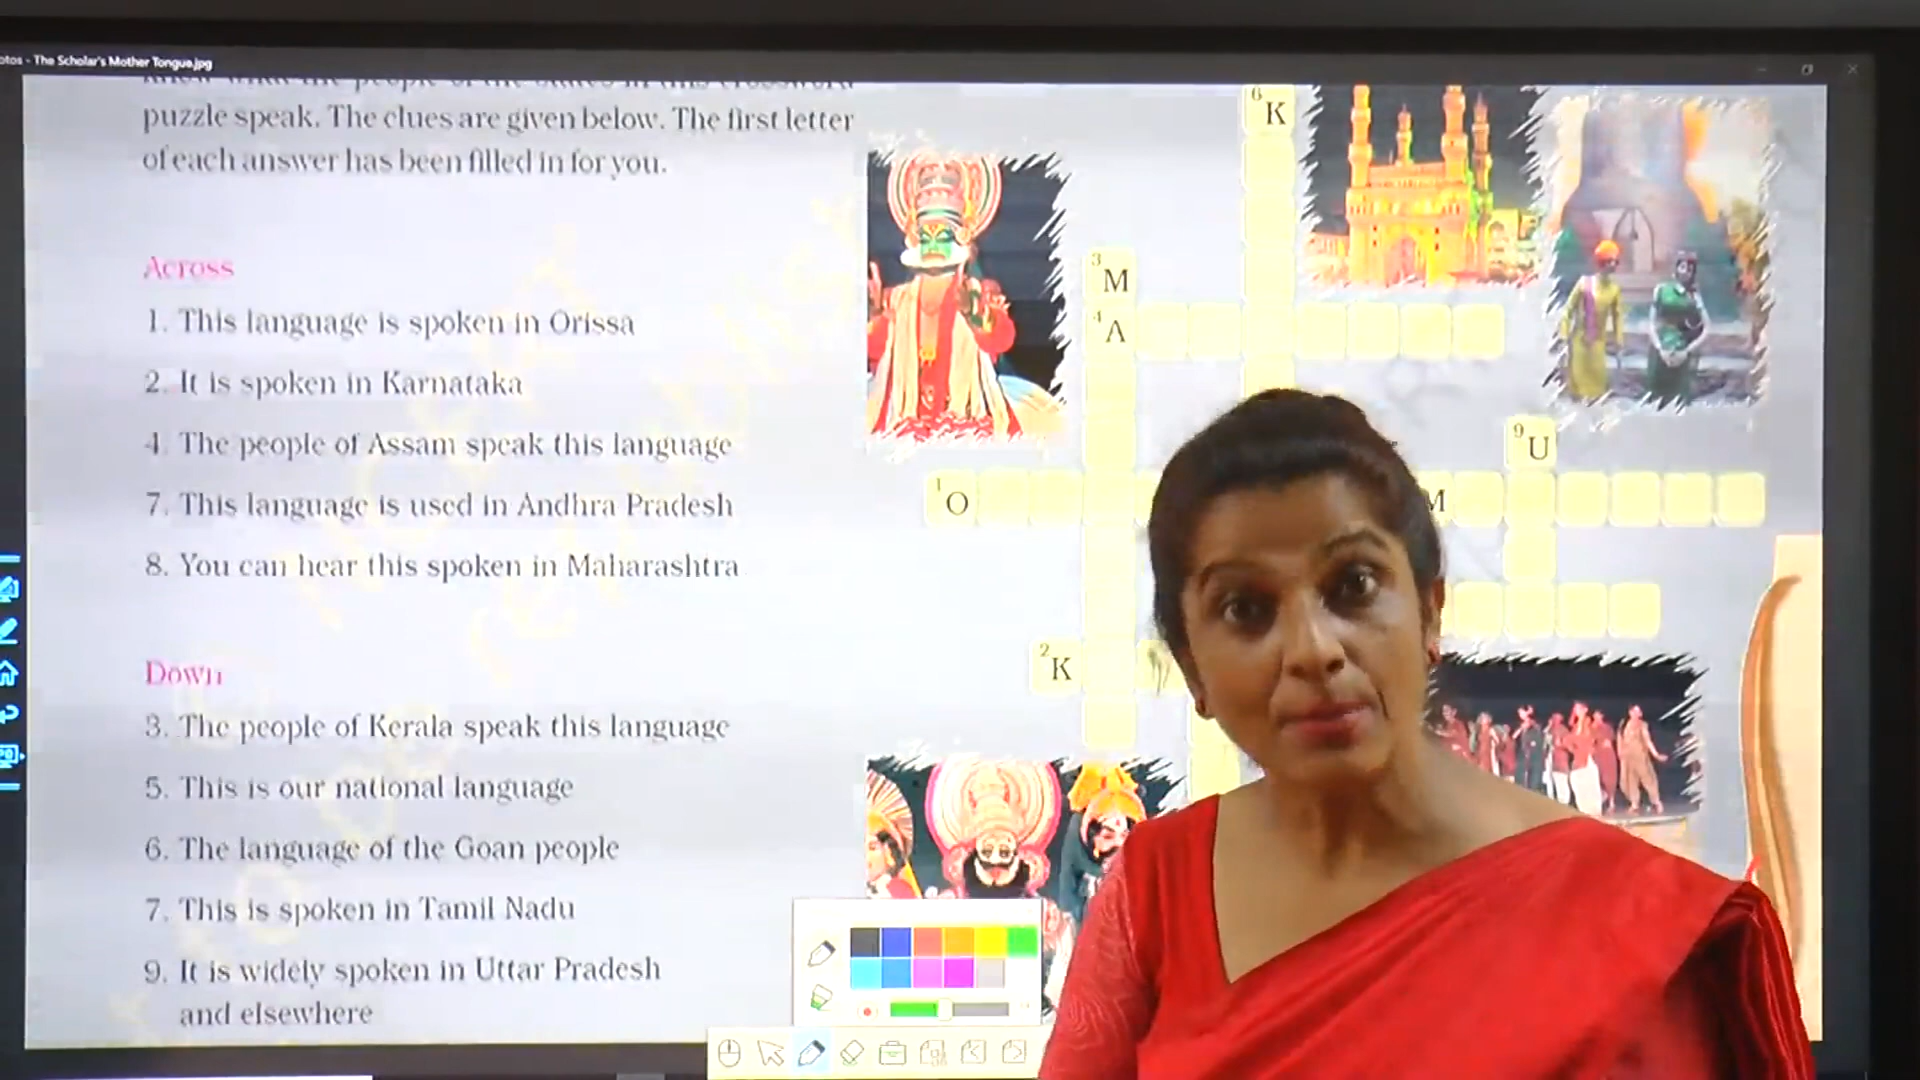 otos - The Scholar's Mother Tongue.jpg
puzzle speak. The clues are given below. The first letter
of each answer has been filled in for you.
Across
1. This language is spoken in Orissa
2. It is spoken in Karnataka
4. The people of Assam speak this language
7. This language is used in Andhra Pradesh
8. You can hear this spoken in Maharashtra
Down
3. The people of Kerala speak this language
5. This is our national language
6. The language of the Goan people
7. This is spoken in Tamil Nadu
9. It is widely spoken in Uttar Pradesh
and elsewhere
6 K
3 M
4 A
9 U
1 O
M
2 K